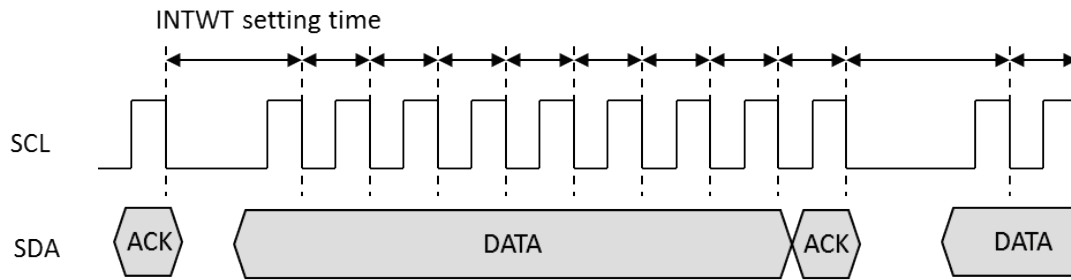 INTWT setting time
SCL
SDA
ACK
DATA
ACK
DATA